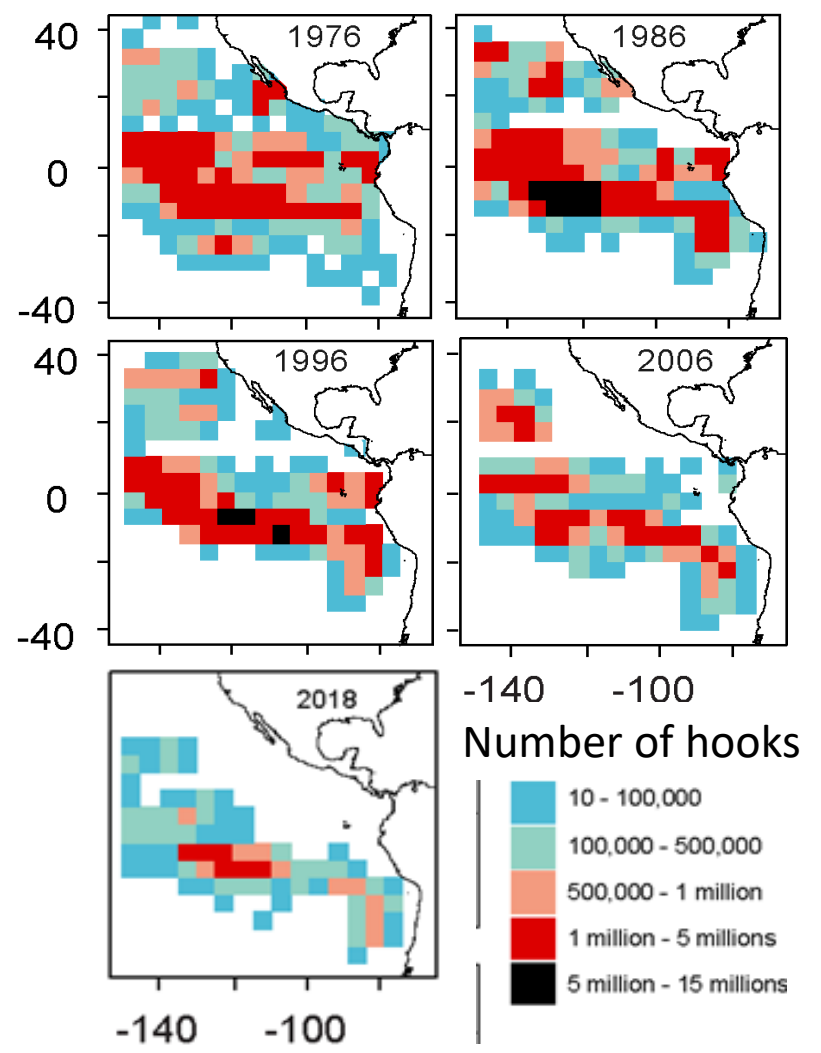 40
1976
1986
0
-40
40
1996
2006
0
-40
2018
-140 -100
Number of hooks
10 - 100,000
100,000 - 500,000
500,000 - 1 million
1 million - 5 millions
5 million - 15 millions
-140 -100